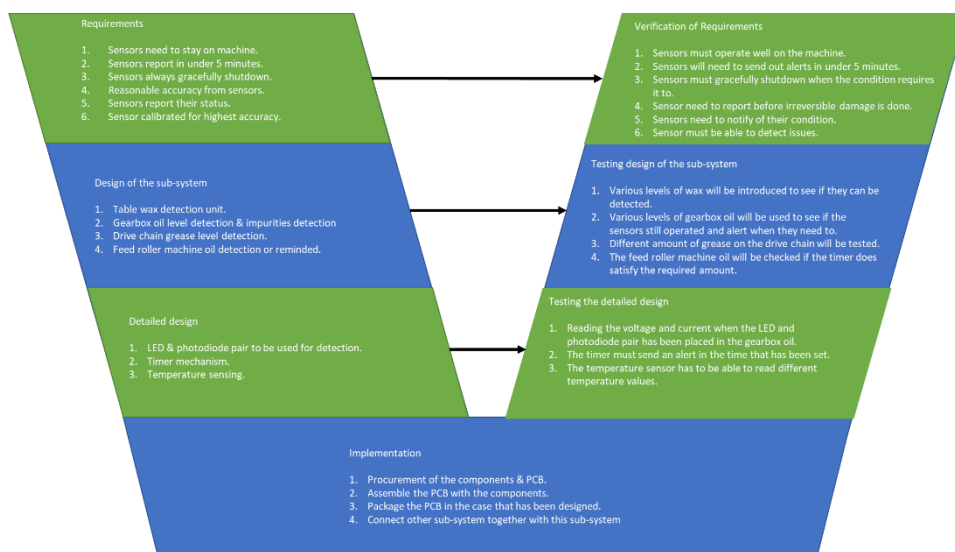 Requirements
1. Sensors need to stay on machine.
2. Sensors report in under 5 minutes.
3. Sensors always gracefully shutdown.
4. Reasonable accuracy from sensors.
5. Sensors report their status.
6. Sensor calibrated for highest accuracy.
Verification of Requirements
1. Sensors must operate well on the machine.
2. Sensors will need to send out alerts in under 5 minutes.
3. Sensors must gracefully shutdown when the condition requires
it to.
4. Sensor need to report before irreversible damage is done.
5. Sensors need to notify of their condition.
6. Sensor must be able to detect issues.
Design of the sub-system
1. Table wax detection unit.
2. Gearbox oil level detection & impurities detection
3. Drive chain grease level detection.
4. Feed roller machine oil detection or reminded.
Testing design of the sub-system
1. Various levels of wax will be introduced to see if they can be
detected.
2. Various levels of gearbox oil will be used to see if the
sensors still operated and alert when they need to.
3. Different amount of grease on the drive chain will be tested.
4. The feed roller machine oil will be checked if the timer does
satisfy the required amount.
Detailed design
1. LED & photodiode pair to be used for detection.
2. Timer mechanism.
3. Temperature sensing.
Testing the detailed design
1. Reading the voltage and current when the LED and
photodiode pair has been placed in the gearbox oil.
2. The timer must send an alert in the time that has been set.
3. The temperature sensor has to be able to read different
temperature values.
Implementation
1. Procurement of the components & PCB.
2. Assemble the PCB with the components.
3. Package the PCB in the case that has been designed.
4. Connect other sub-system together with this sub-system